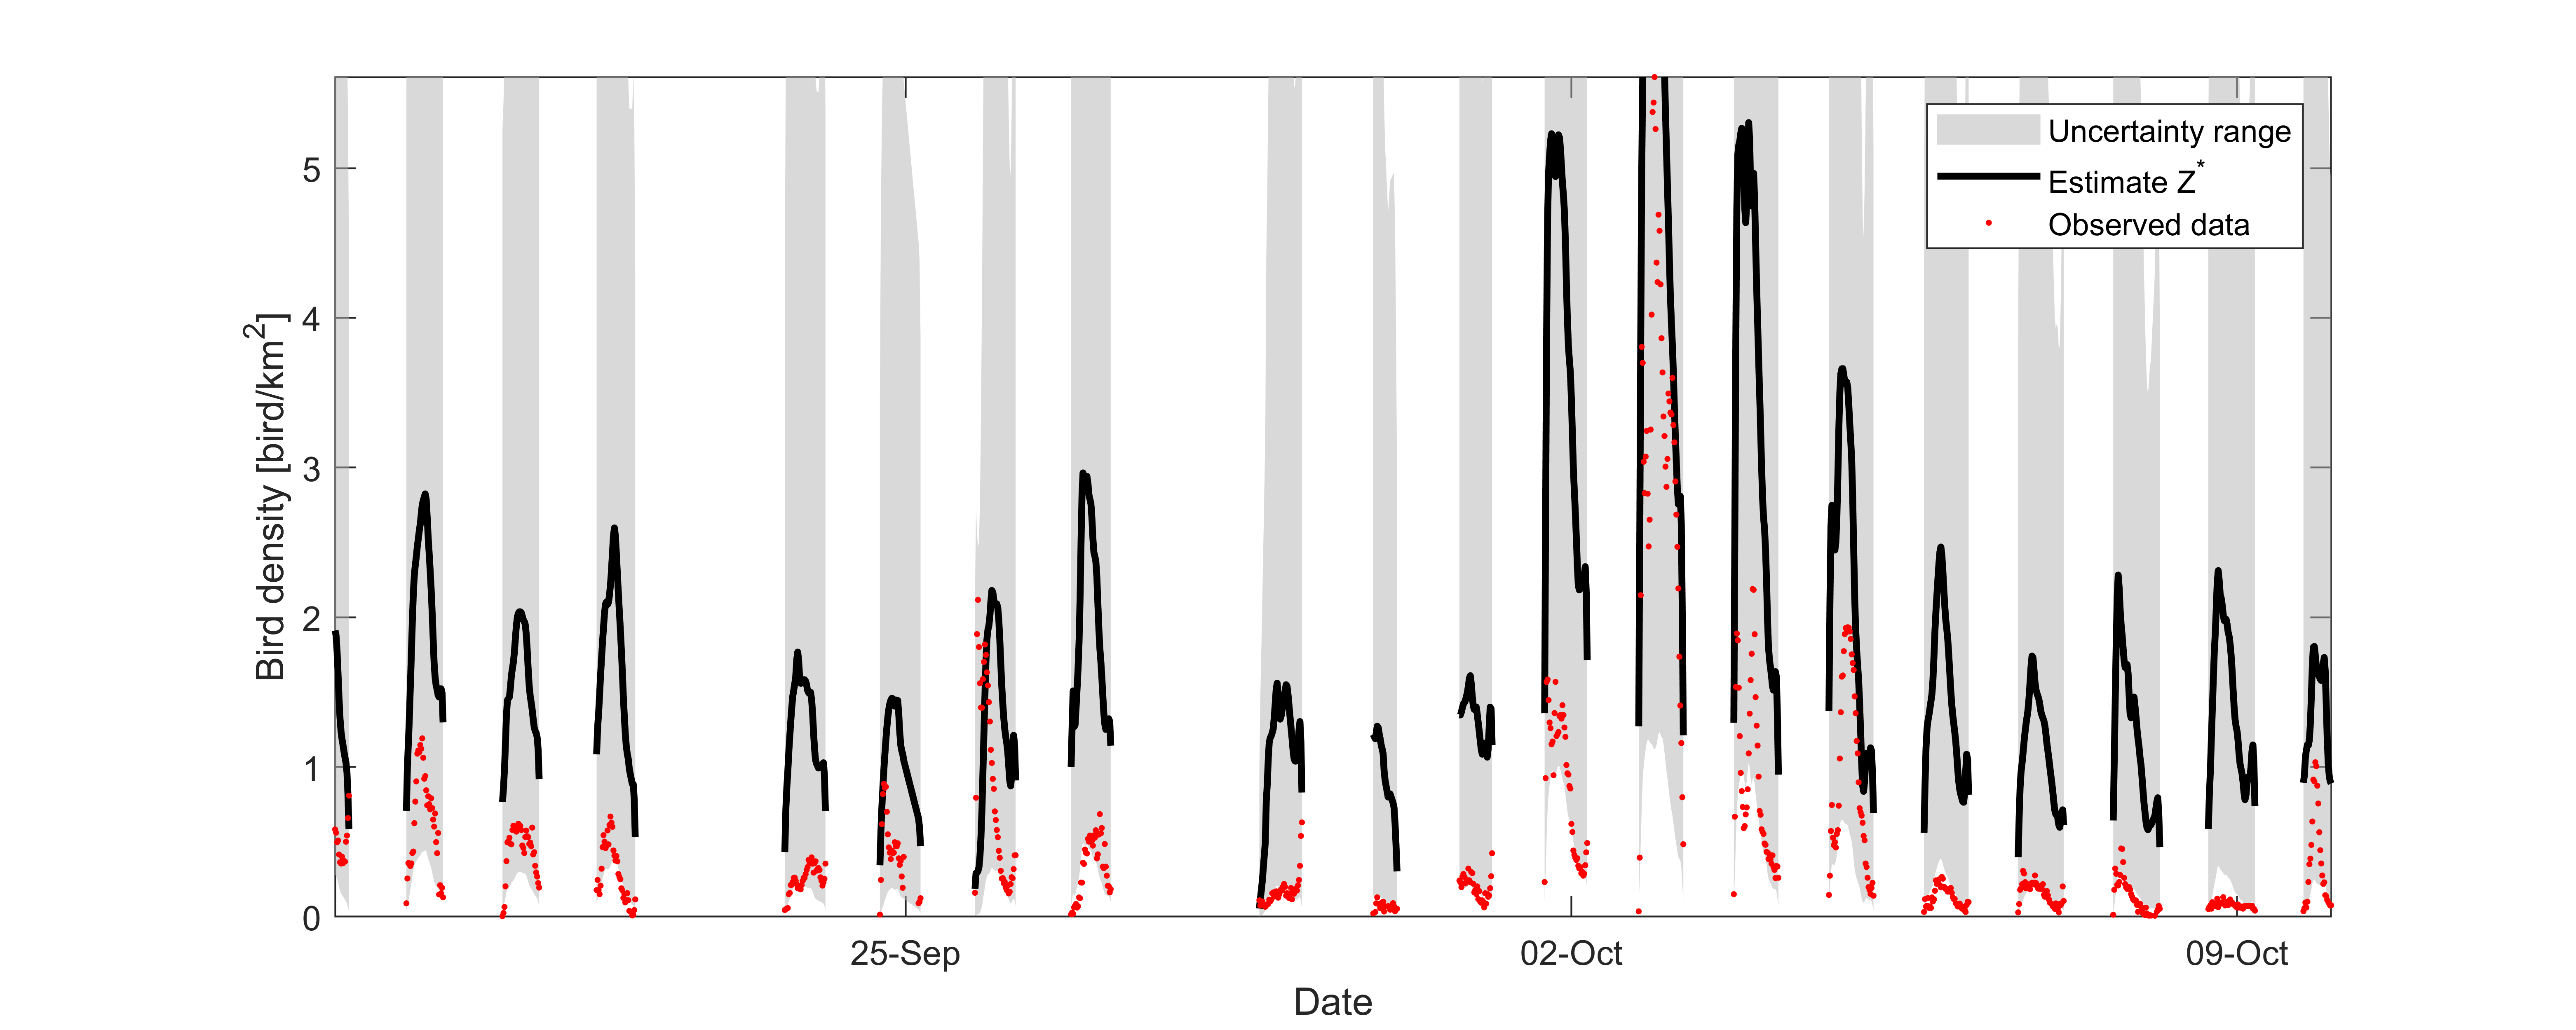 Bird density [bird/km²]
5
4
3
2
1
0
Uncertainty range
Estimate Z*
Observed data
25-Sep
02-Oct
09-Oct
Date